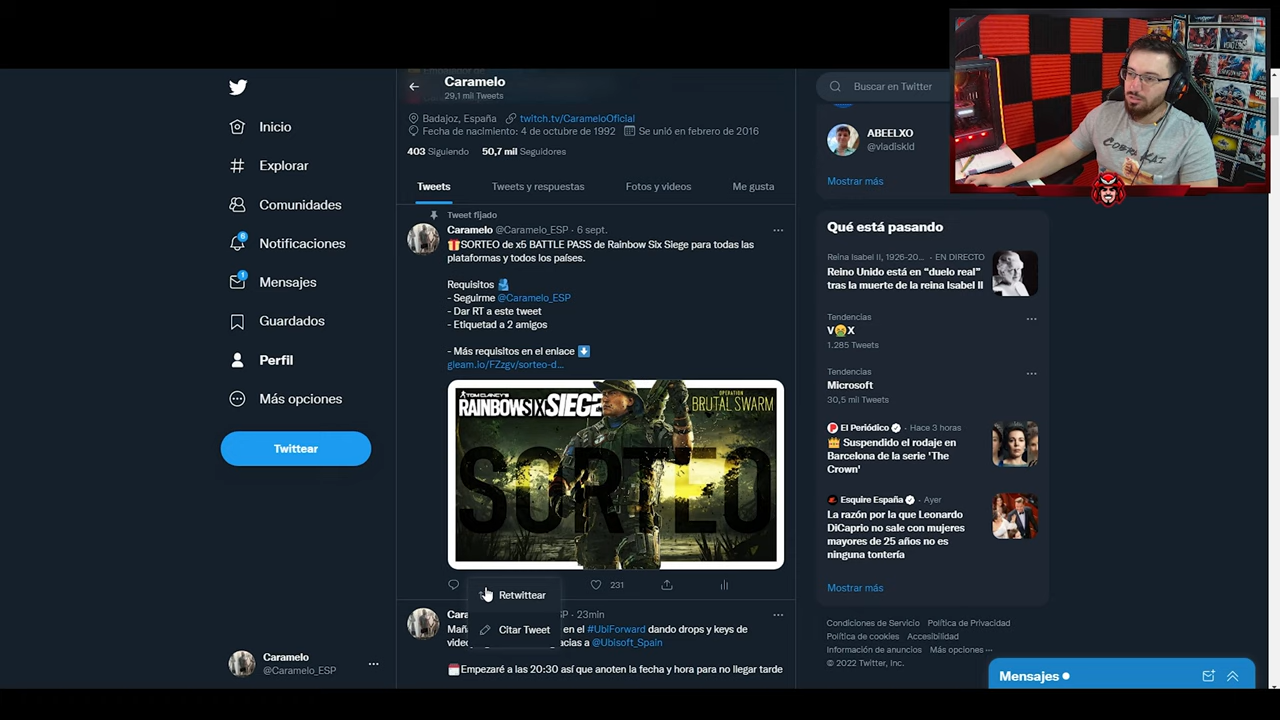 Inicio
Explorar
Comunidades
6
Notificaciones
1
Mensajes
Guardados
Perfil
Más opciones
Twittear
Caramelo
@Caramelo_ESP
Caramelo
29,1 mil Tweets
Badajoz, España twitch.tv/CarameloOficial
Fecha de nacimiento: 4 de octubre de 1992 Se unió en febrero de 2016
403 Siguiendo 50,7 mil Seguidores
Tweets Tweets y respuestas Fotos y vídeos Me gusta
Tweet fijado
Caramelo @Caramelo_ESP · 6 sept.
🎁SORTEO de x5 BATTLE PASS de Rainbow Six Siege para todas las
plataformas y todos los países.
Requisitos
- Seguirme @Caramelo_ESP
- Dar RT a este tweet
- Etiquetad a 2 amigos
- Más requisitos en el enlace ⬇
gleam.io/FZzgv/sorteo-d...
TOM CLANCY'S
RAINBOW SIX SIEGE
OPERATION
BRUTAL SWARM
SORTEO
231
Retwittear
Citar Tweet
23min
en el #UbiForward dando drops y keys de
@Ubisoft_Spain
Empezaré a las 20:30 así que anoten la fecha y hora para no llegar tarde
Buscar en Twitter
ABEELXO
@vladiskld
Mostrar más
Qué está pasando
Reina Isabel II, 1926-20... · EN DIRECTO
Reino Unido está en “duelo real”
tras la muerte de la reina Isabel II
Tendencias
V🤮X
1.285 Tweets
Tendencias
Microsoft
30,5 mil Tweets
El Periódico · Hace 3 horas
👑 Suspendido el rodaje en
Barcelona de la serie 'The
Crown'
Esquire España · Ayer
La razón por la que Leonardo
DiCaprio no sale con mujeres
mayores de 25 años no es
ninguna tontería
Mostrar más
Condiciones de Servicio Política de Privacidad
Política de cookies Accesibilidad
Información de anuncios Más opciones ···
© 2022 Twitter, Inc.
Mensajes
COBRA KAI